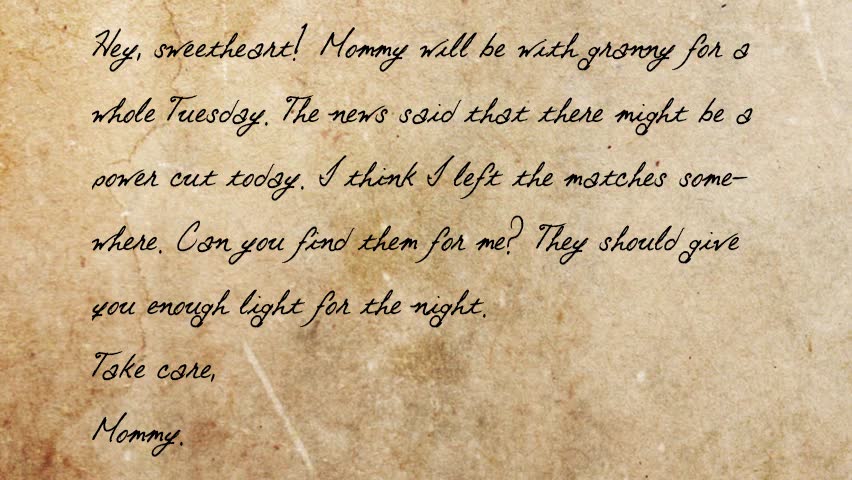 Hey, sweetheart! Mommy will be with granny for a
whole Tuesday. The news said that there might be a
power cut today. I think I left the matches some-
where. Can you find them for me? They should give
you enough light for the night.
Take care,
Mommy.